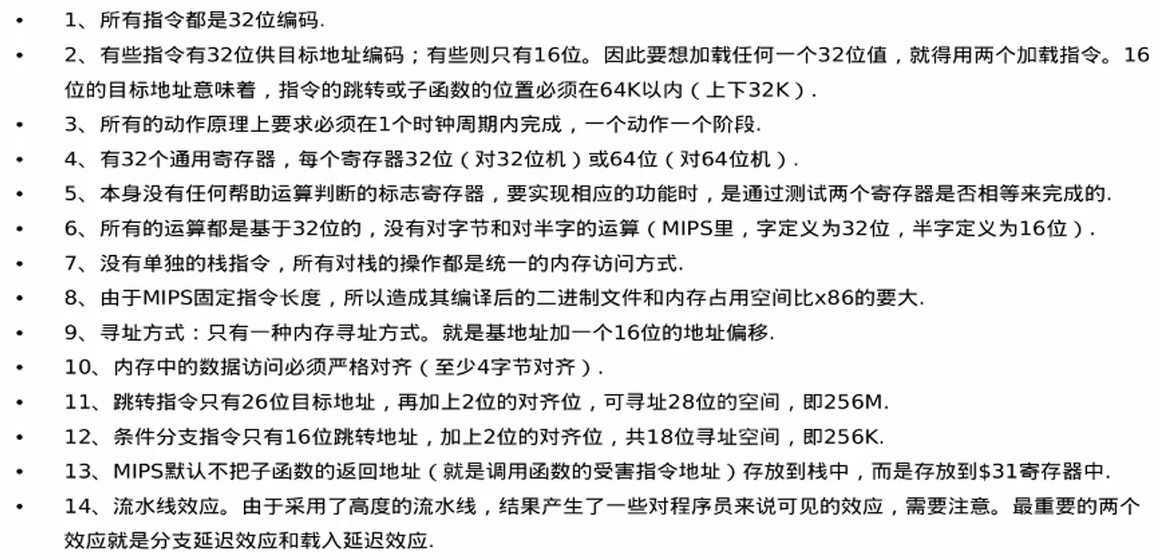 • 1、所有指令都是32位编码.
• 2、有些指令有32位供目标地址编码；有些则只有16位。因此要想加载任何一个32位值，就得用两个加载指令。16
位的目标地址意味着，指令的跳转或子函数的位置必须在64K以内（上下32K）.
• 3、所有的动作原理上要求必须在1个时钟周期内完成，一个动作一个阶段.
• 4、有32个通用寄存器，每个寄存器32位（对32位机）或64位（对64位机）.
• 5、本身没有任何帮助运算判断的标志寄存器，要实现相应的功能时，是通过测试两个寄存器是否相等来完成的.
• 6、所有的运算都是基于32位的，没有对字节和对半字的运算（MIPS里，字定义为32位，半字定义为16位）.
• 7、没有单独的栈指令，所有对栈的操作都是统一的内存访问方式.
• 8、由于MIPS固定指令长度，所以造成其编译后的二进制文件和内存占用空间比x86的要大.
• 9、寻址方式：只有一种内存寻址方式。就是基地址加一个16位的地址偏移.
• 10、内存中的数据访问必须严格对齐（至少4字节对齐）.
• 11、跳转指令只有26位目标地址，再加上2位的对齐位，可寻址28位的空间，即256M.
• 12、条件分支指令只有16位跳转地址，加上2位的对齐位，共18位寻址空间，即256K.
• 13、MIPS默认不把子函数的返回地址（就是调用函数的受害指令地址）存放到栈中，而是存放到$31寄存器中.
• 14、流水线效应。由于采用了高度的流水线，结果产生了一些对程序员来说可见的效应，需要注意。最重要的两个
效应就是分支延迟效应和载入延迟效应.